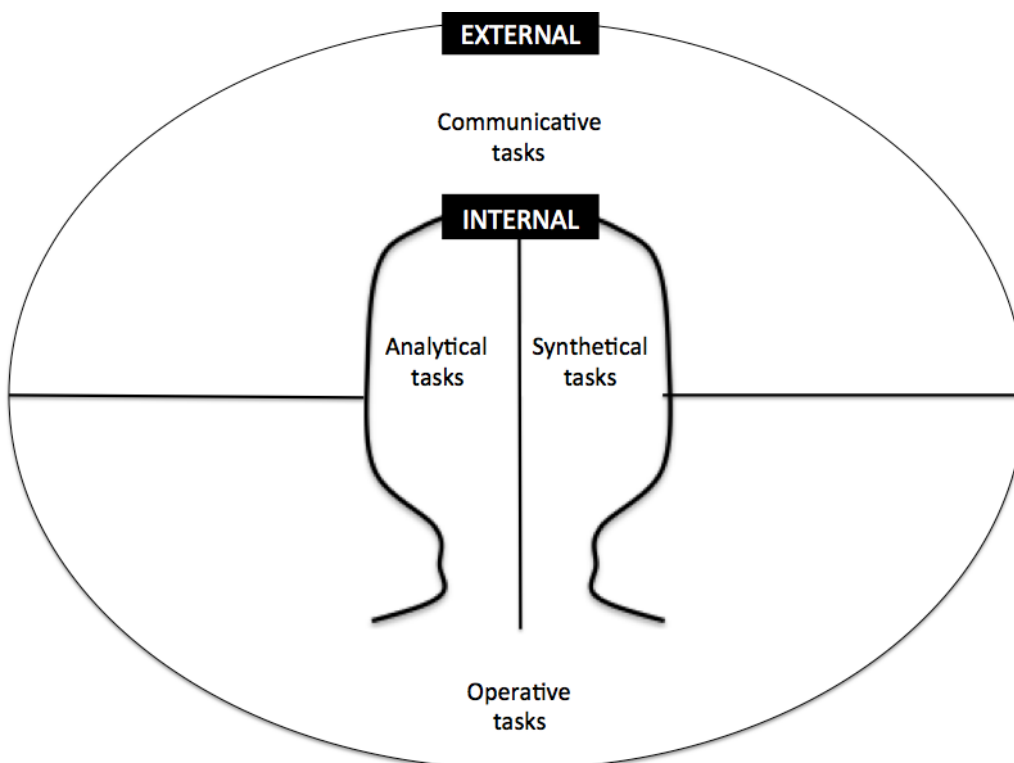 EXTERNAL
Communicative
tasks
INTERNAL
Analytical
tasks
Synthetical
tasks
Operative
tasks